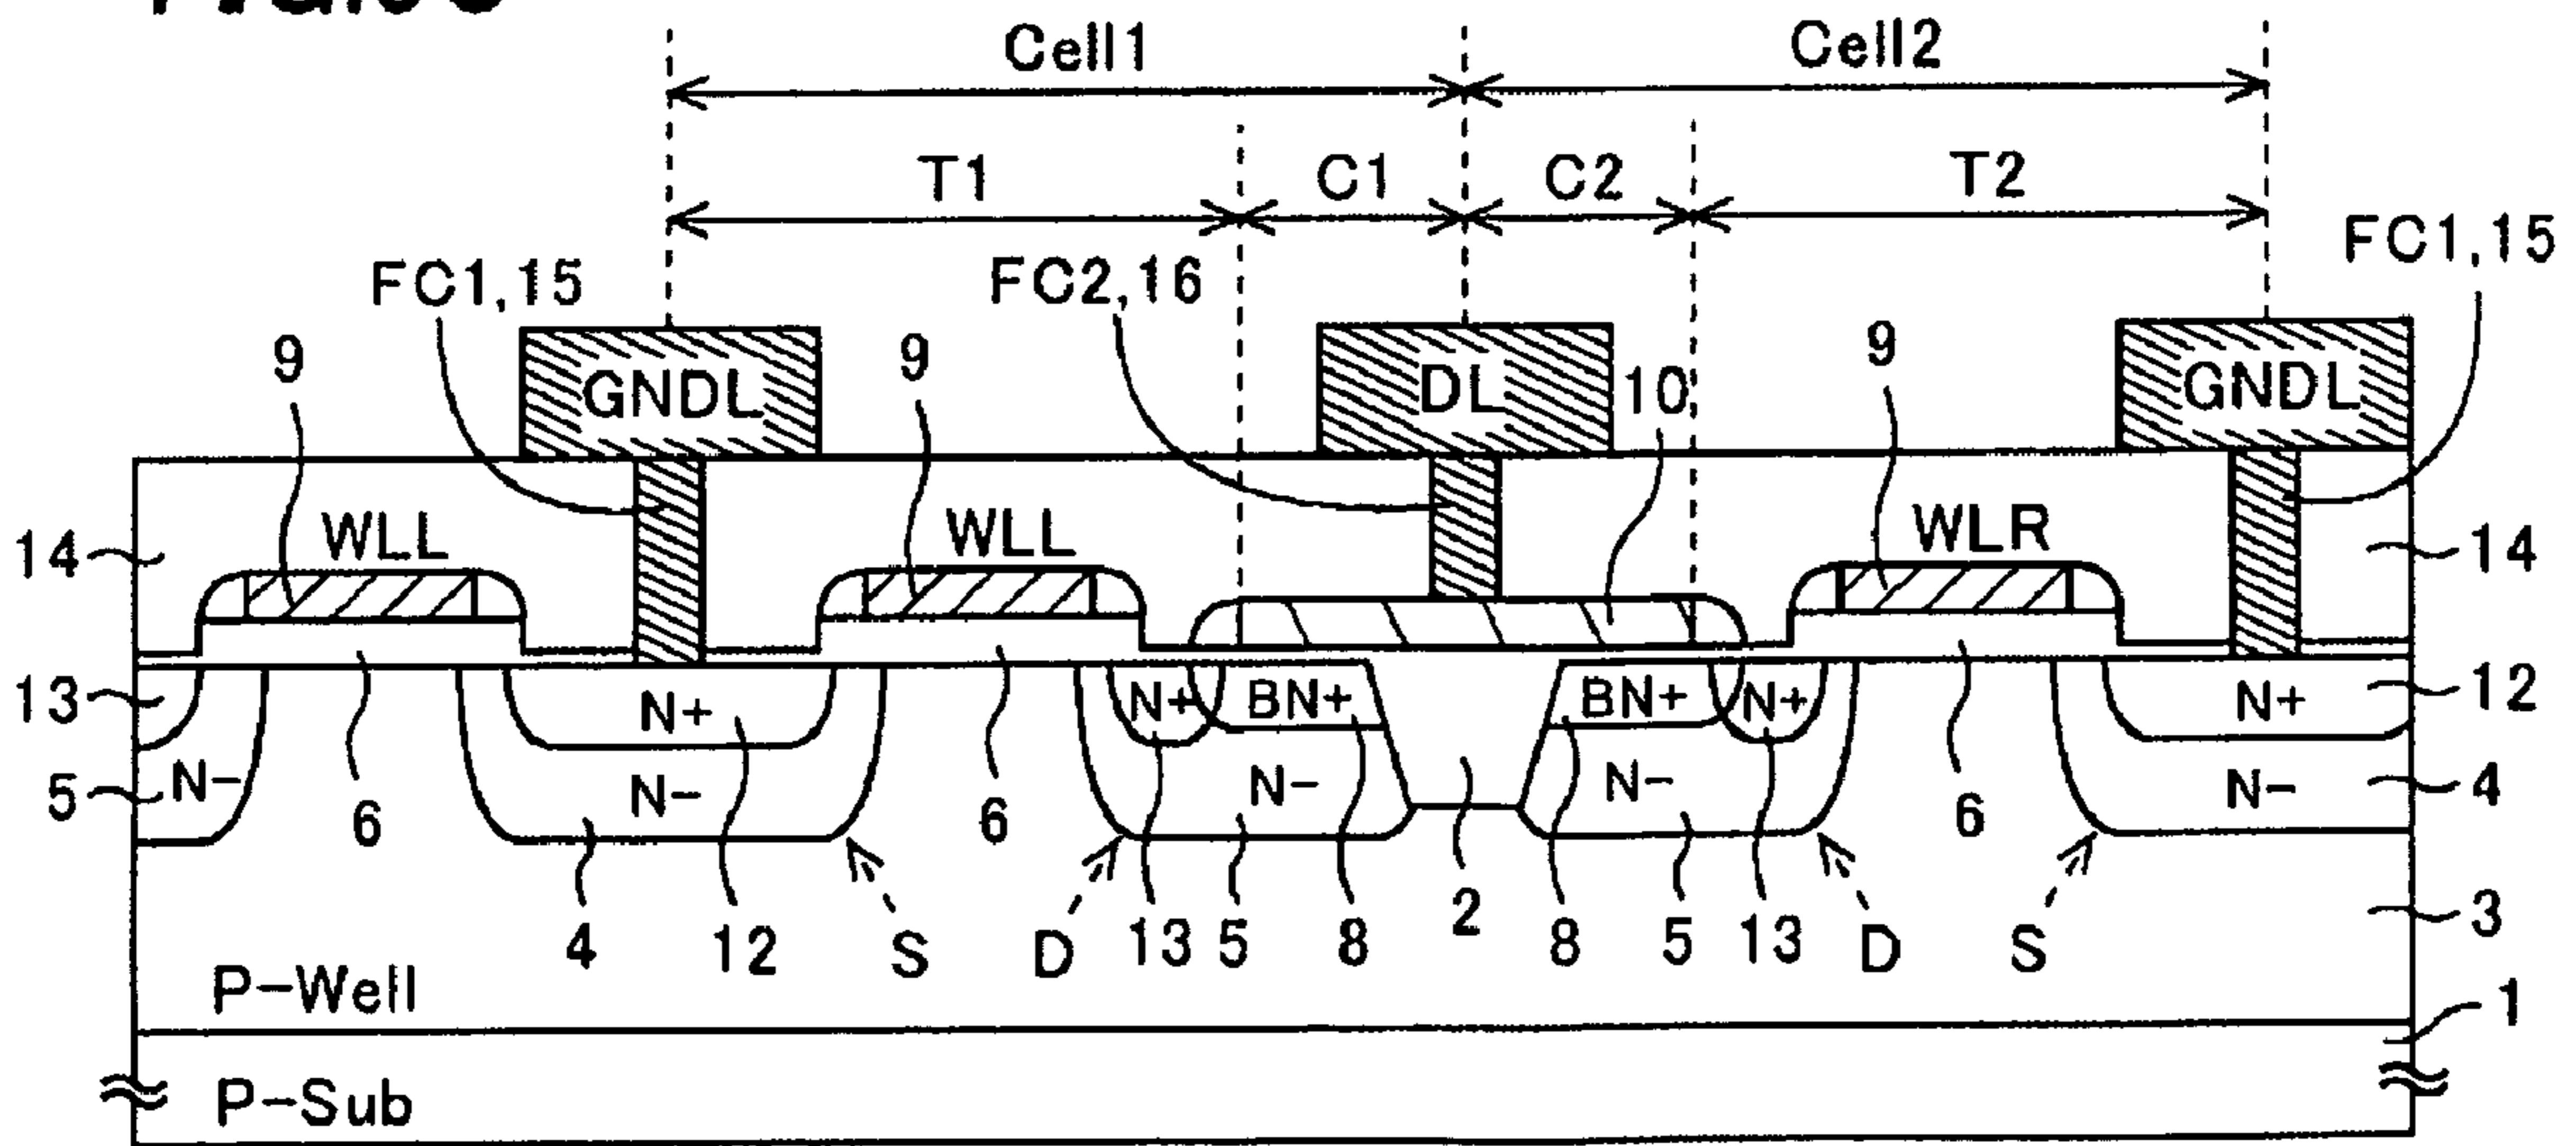 Cell1 Cell2
T1 C1 C2 T2
FC1,15 FC2,16 FC1,15
9 GNDL 9 DL 10 9 GNDL
14 WLL WLL WLR 14
13 N+ N+ BN+ BN+ N+ N+ 12
5 N- 6 N- 6 N- N- 6 N- 4
4 12 S D 13 5 8 2 8 5 13 D S 3
P-Well 1
P-Sub